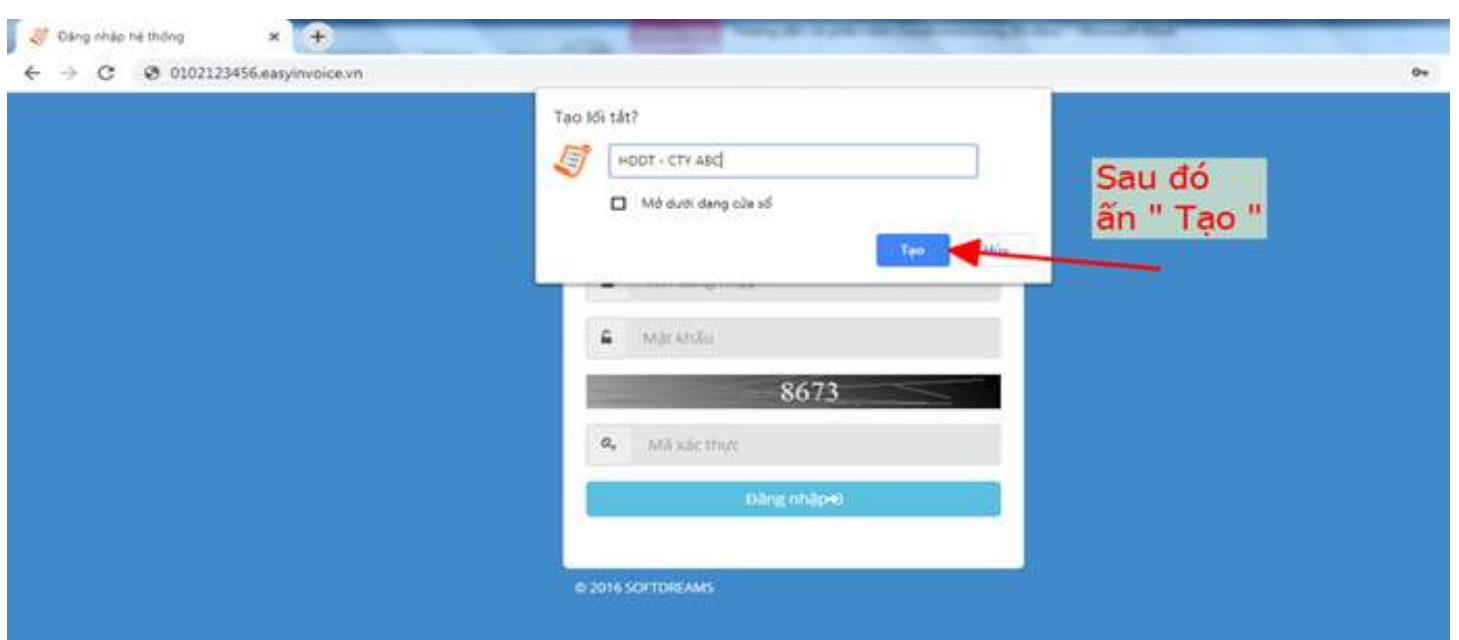 Đăng nhập hệ thống
0102123456.easyinvoice.vn
Tạo lối tắt?
HDDT - CTY ABC
Mở dưới dạng cửa sổ
Tạo
Sau đó
ấn " Tạo "
Mật khẩu
8673
Mã xác thực
Đăng nhập
© 2016 SOFTDREAMS